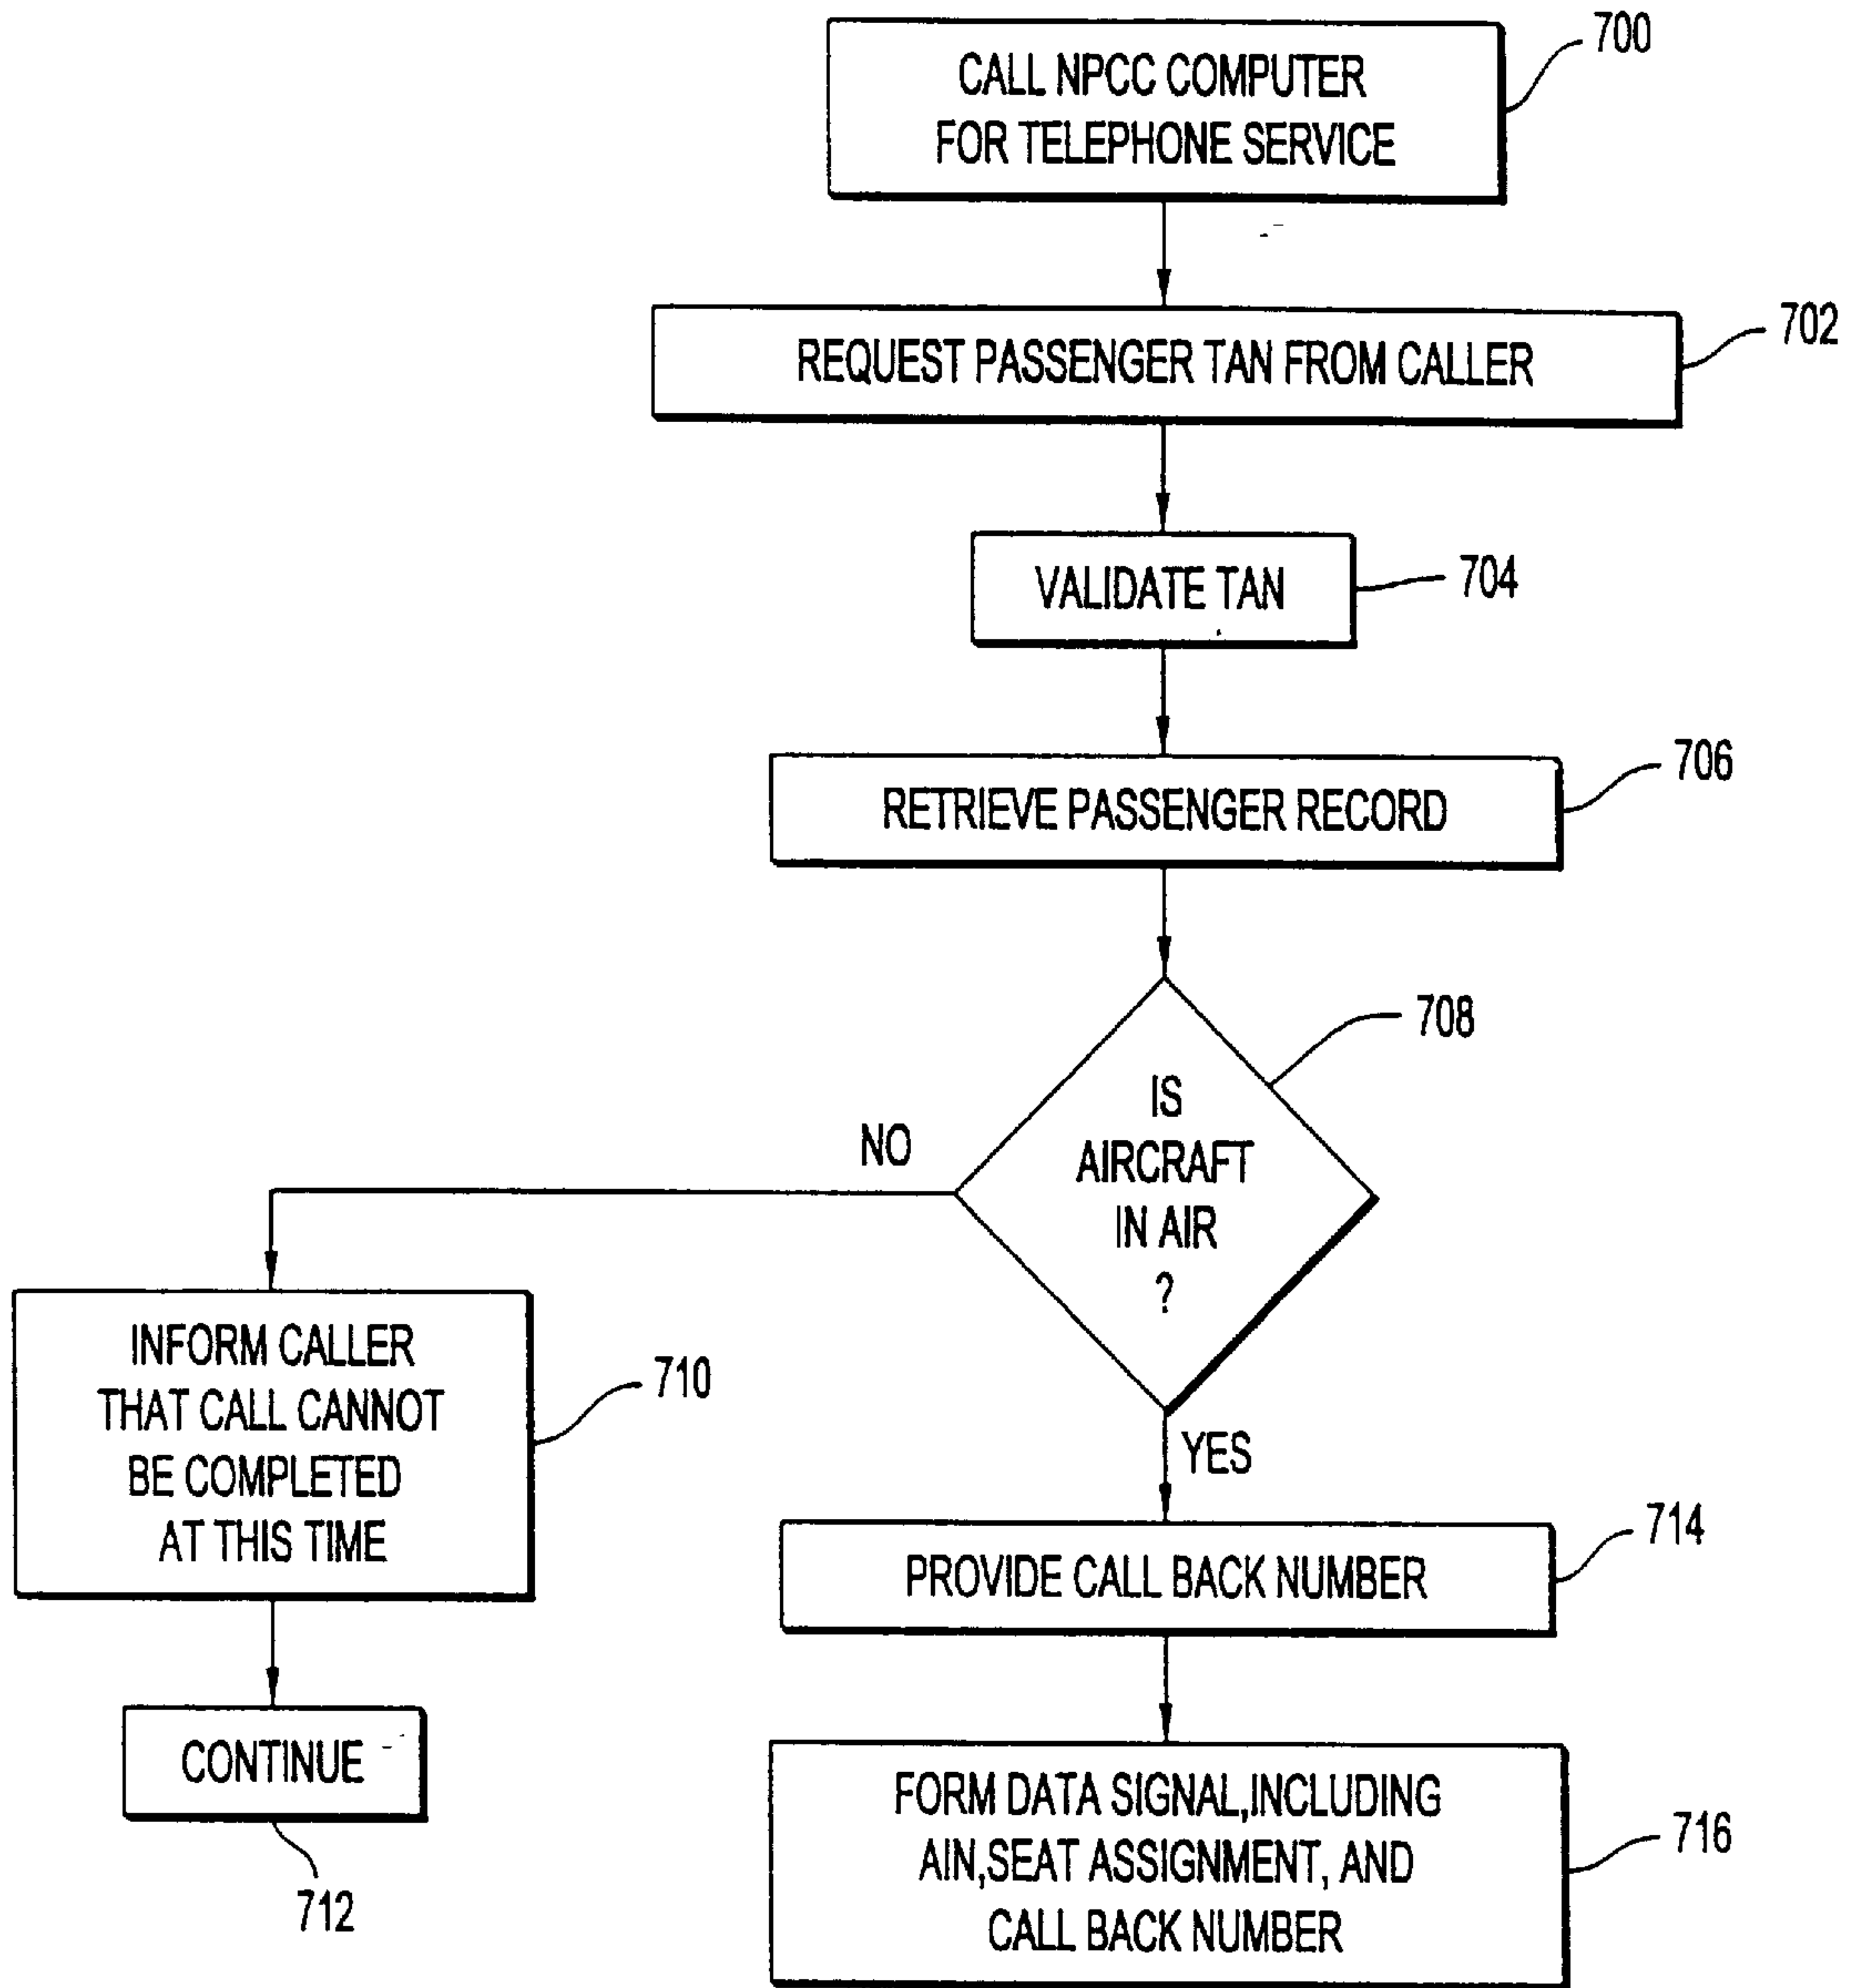 CALL NPCC COMPUTER
FOR TELEPHONE SERVICE
700
REQUEST PASSENGER TAN FROM CALLER
702
VALIDATE TAN
704
RETRIEVE PASSENGER RECORD
706
IS
AIRCRAFT
IN AIR
?
708
NO
YES
INFORM CALLER
THAT CALL CANNOT
BE COMPLETED
AT THIS TIME
710
CONTINUE
712
PROVIDE CALL BACK NUMBER
714
FORM DATA SIGNAL,INCLUDING
AIN,SEAT ASSIGNMENT, AND
CALL BACK NUMBER
716